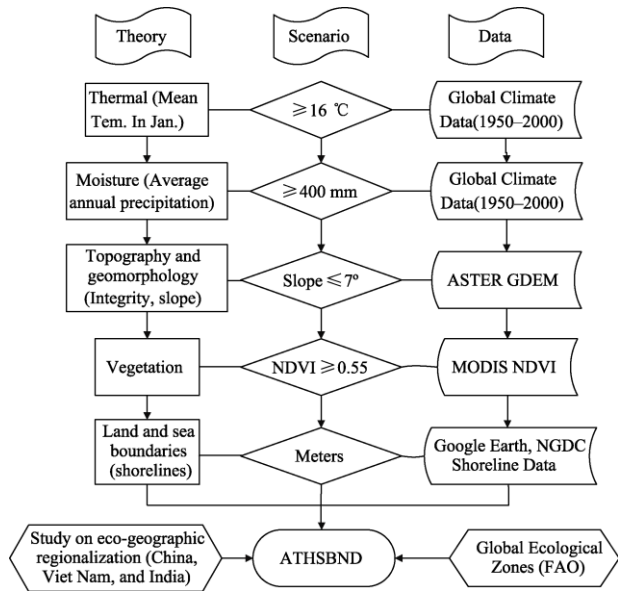 Theory
Scenario
Data
Thermal (Mean
Tem. In Jan.)
≥16 ℃
Global Climate
Data(1950–2000)
Moisture (Average
annual precipitation)
≥400 mm
Global Climate
Data(1950–2000)
Topography and
geomorphology
(Integrity, slope)
Slope ≤7º
ASTER GDEM
Vegetation
NDVI ≥0.55
MODIS NDVI
Land and sea
boundaries
(shorelines)
Meters
Google Earth, NGDC
Shoreline Data
Study on eco-geographic
regionalization (China,
Viet Nam, and India)
ATHSBND
Global Ecological
Zones (FAO)